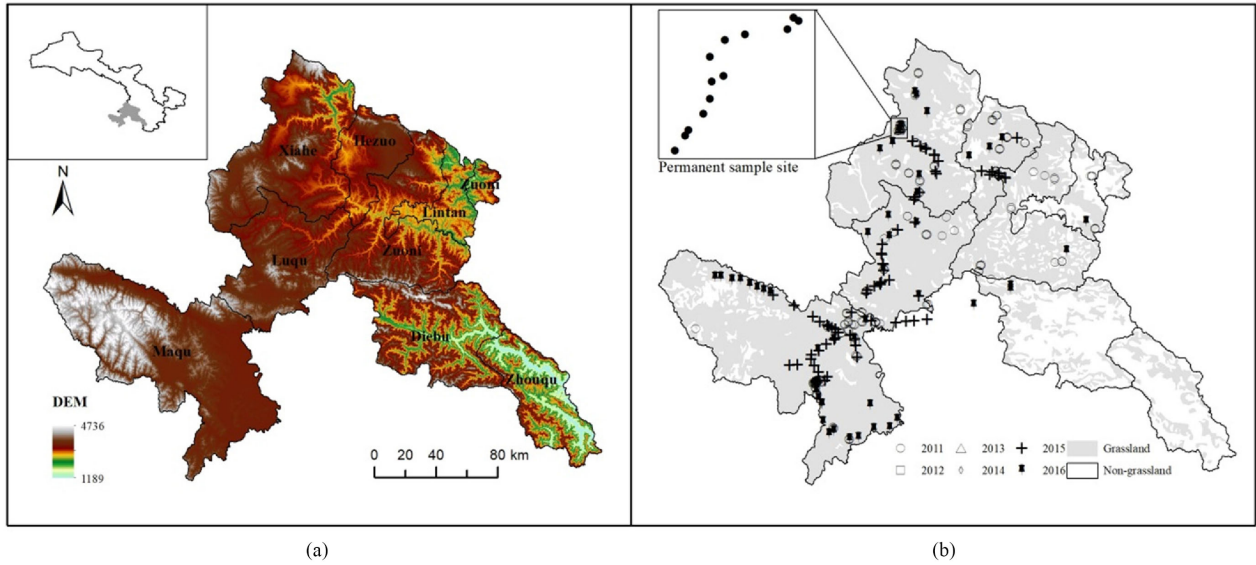 N
Xiahe
Hezuo
Zuoni
Lintan
Zuoni
Luqu
Maqu
Diebu
Zhouqu
DEM
4736
1189
0 20 40 80 km
(a)
Permanent sample site
2011 2013 2015 Grassland
2012 2014 2016 Non-grassland
(b)